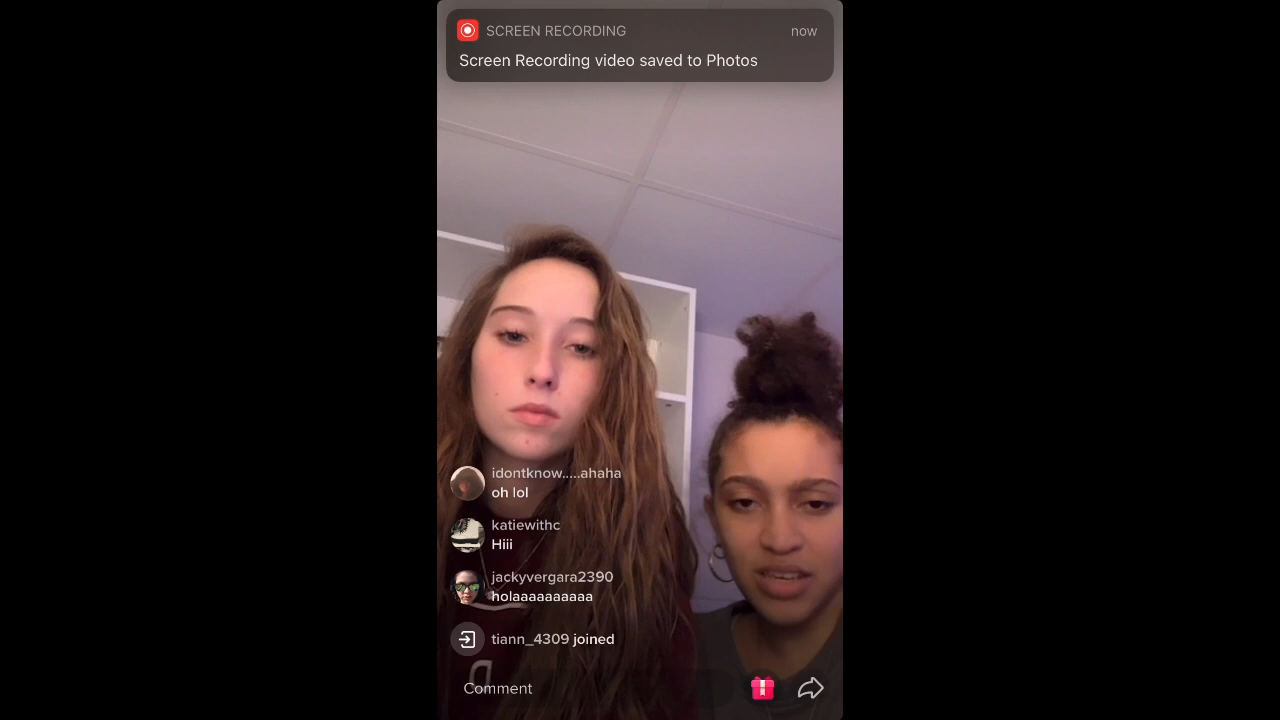 SCREEN RECORDING now
Screen Recording video saved to Photos
idontknow.....ahaha
oh lol
katiewithc
Hiii
jackyvergara2390
holaaaaaaaaaa
tiann_4309 joined
Comment